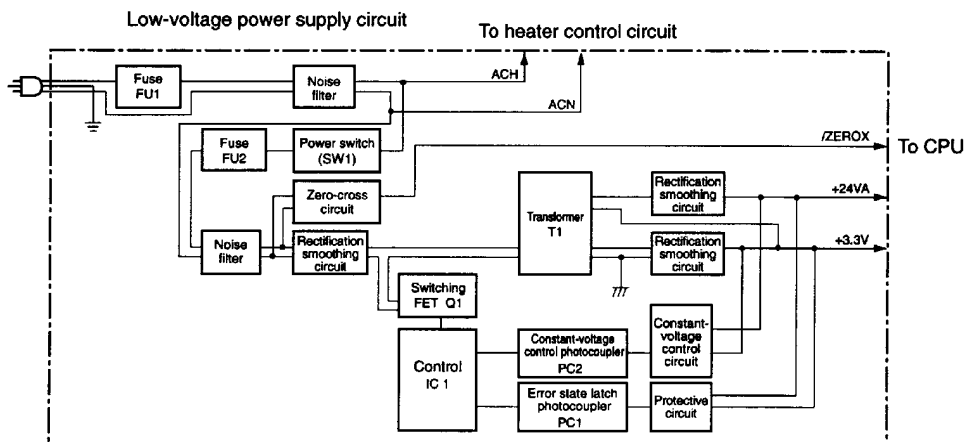 Low-voltage power supply circuit
To heater control circuit
Fuse
FU1
Noise
filter
ACH
ACN
Fuse
FU2
Power switch
(SW1)
/ZEROX
To CPU
Zero-cross
circuit
Transformer
T1
Rectification
smoothing
circuit
+24VA
Noise
filter
Rectification
smoothing
circuit
Rectification
smoothing
circuit
+3.3V
Switching
FET Q1
Control
IC 1
Constant-voltage
control photocoupler
PC2
Constant-
voltage
control
circuit
Error state latch
photocoupler
PC1
Protective
circuit